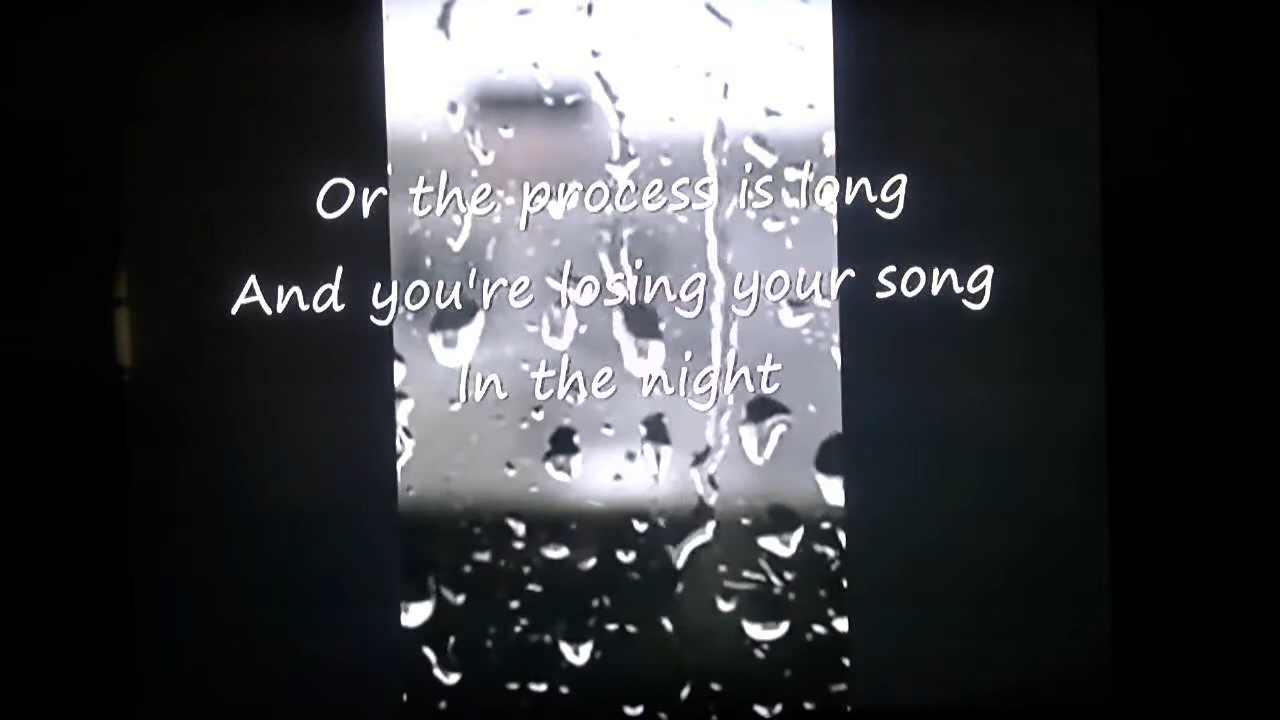 Or the process is long
And you're losing your song
In the night